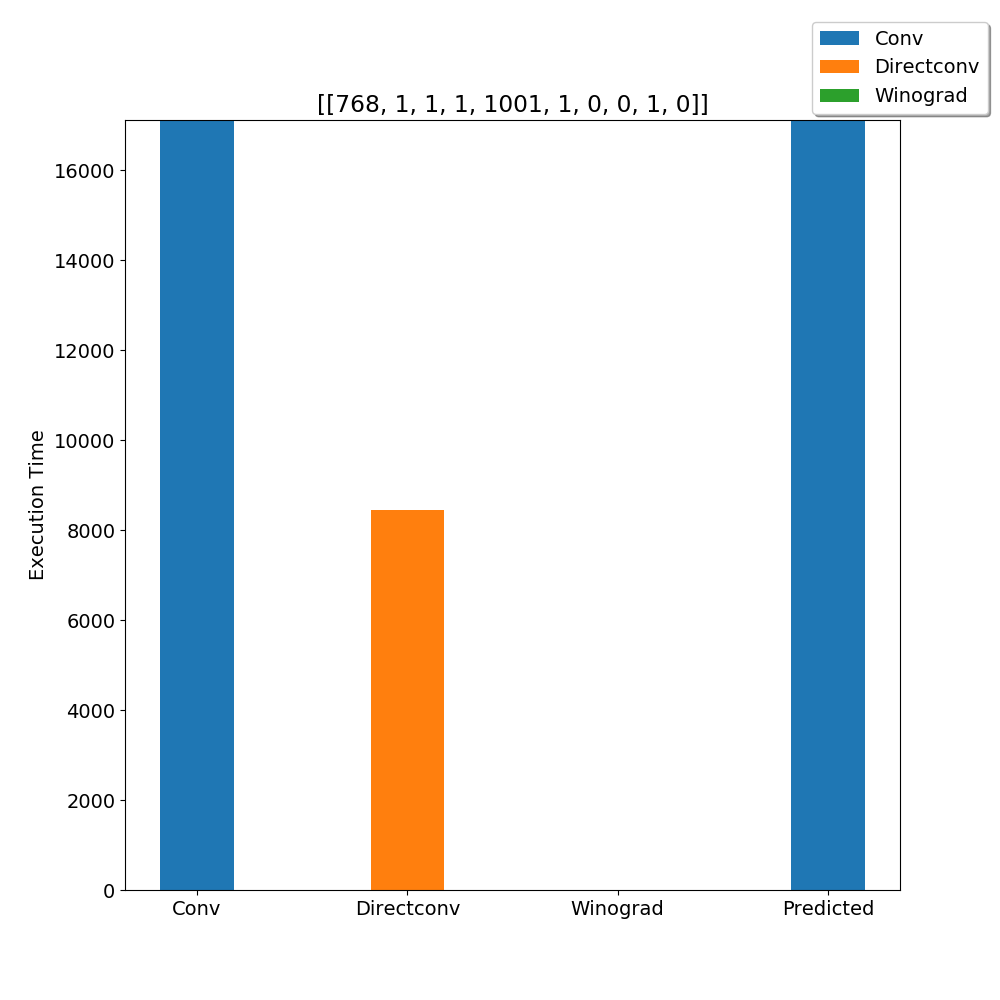 Conv
Directconv
Winograd
[[768, 1, 1, 1, 1001, 1, 0, 0, 1, 0]]
16000
14000
12000
10000
8000
6000
4000
2000
0
Execution Time
Conv Directconv Winograd Predicted